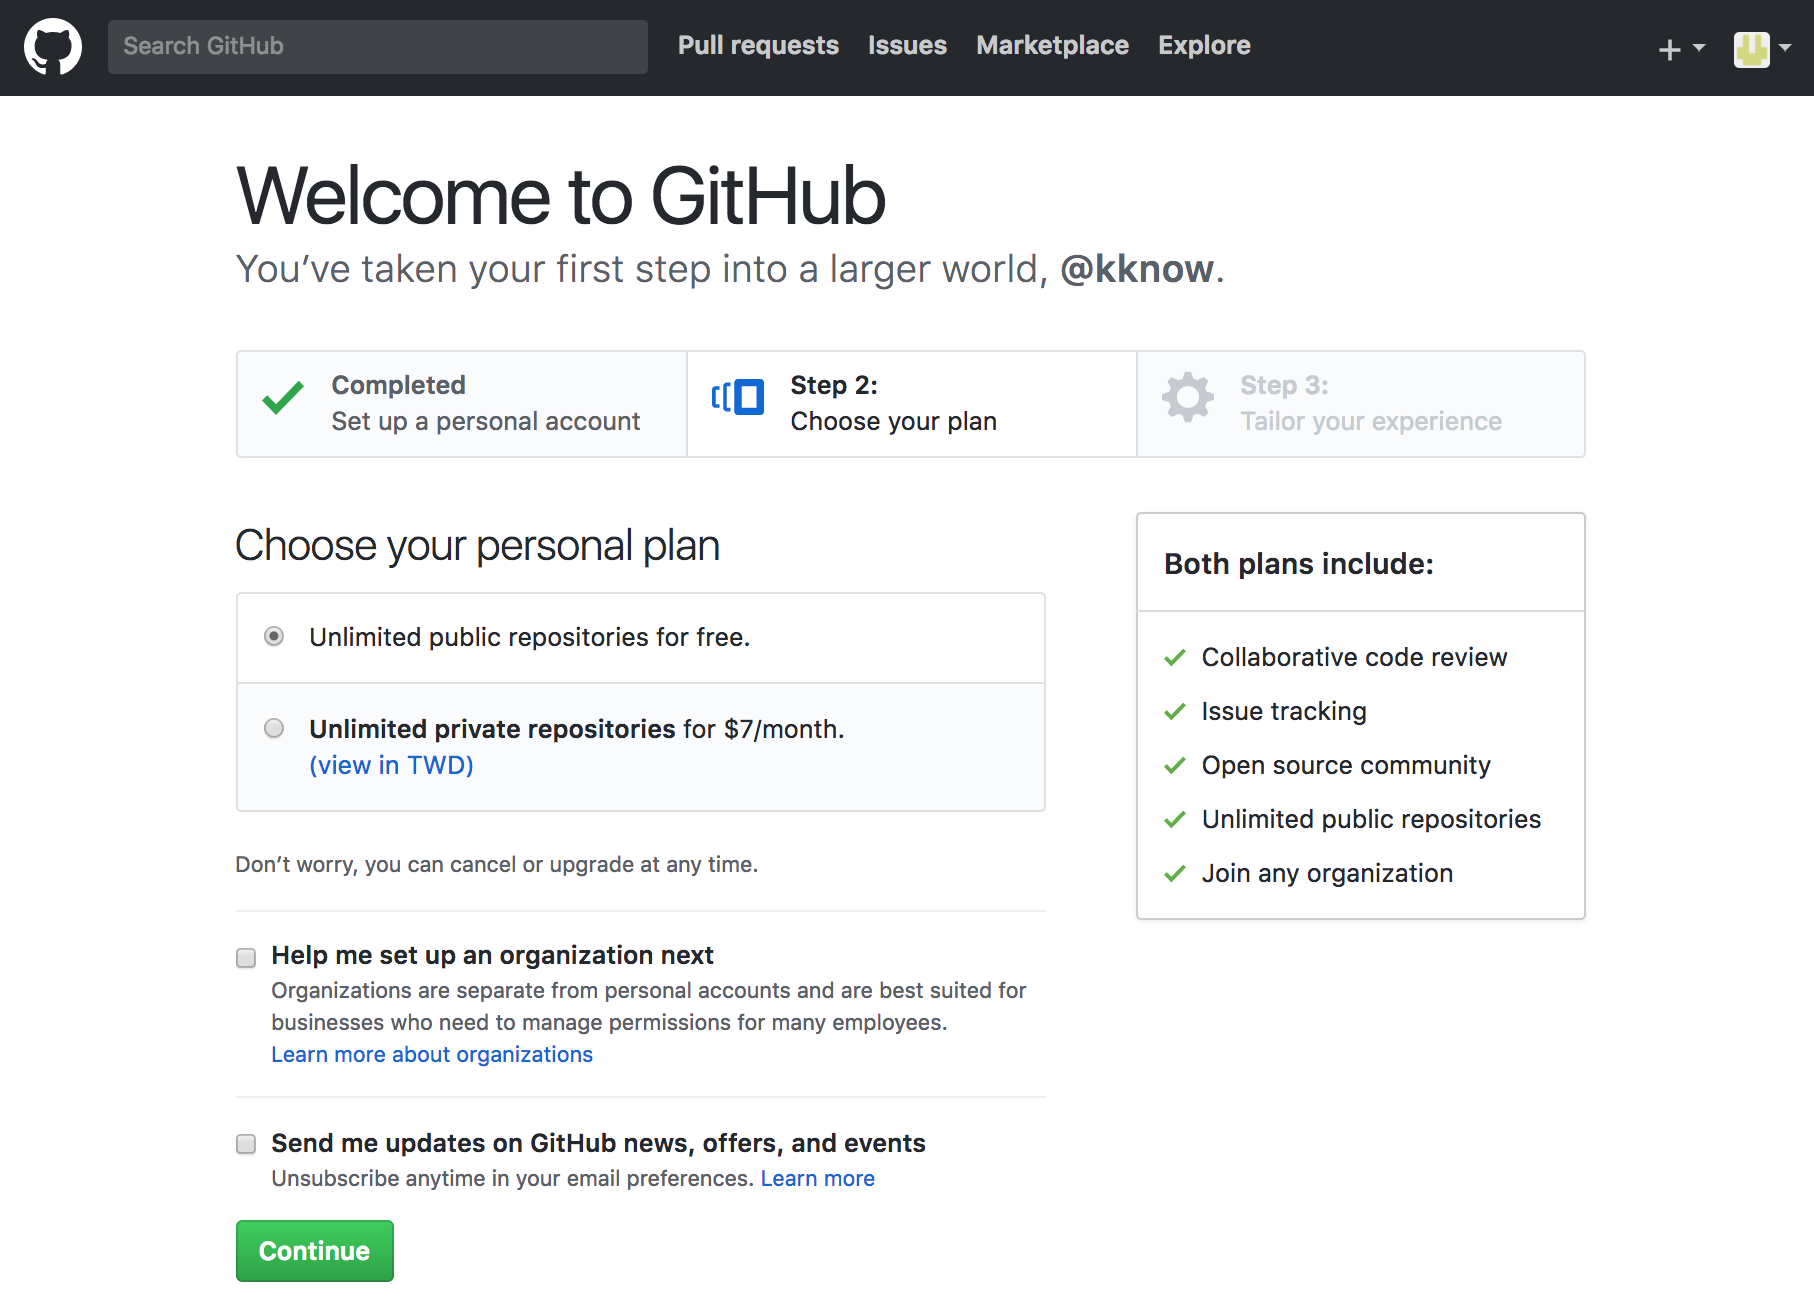 Search GitHub
Pull requests
Issues
Marketplace
Explore
Welcome to GitHub
You’ve taken your first step into a larger world, @kknow.
Completed
Set up a personal account
Step 2:
Choose your plan
Step 3:
Tailor your experience
Choose your personal plan
Unlimited public repositories for free.
Unlimited private repositories for $7/month.
(view in TWD)
Don’t worry, you can cancel or upgrade at any time.
Help me set up an organization next
Organizations are separate from personal accounts and are best suited for
businesses who need to manage permissions for many employees.
Learn more about organizations
Send me updates on GitHub news, offers, and events
Unsubscribe anytime in your email preferences. Learn more
Continue
Both plans include:
Collaborative code review
Issue tracking
Open source community
Unlimited public repositories
Join any organization